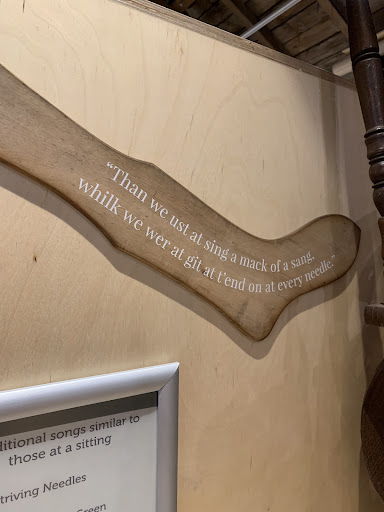 “Than we ust at sing a mack of a sang,
whilk we wer at git at t’end on at every needle.”
ditional songs similar to
those at a sitting
triving Needles
Green